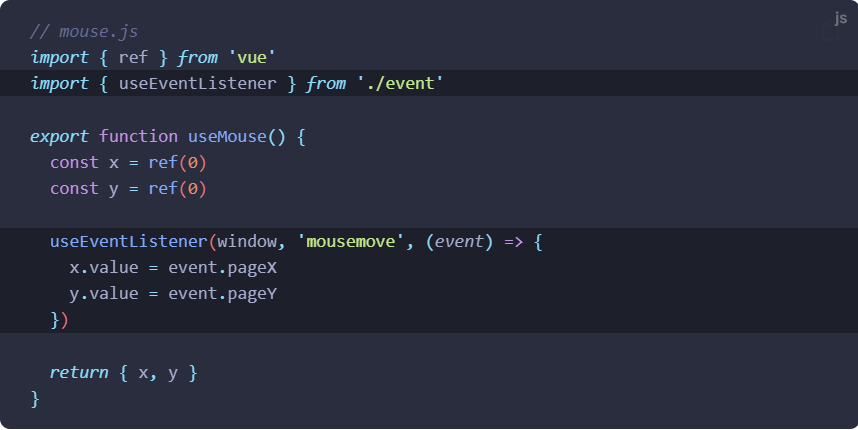 js
// mouse.js
import { ref } from 'vue'
import { useEventListener } from './event'

export function useMouse() {
  const x = ref(0)
  const y = ref(0)

  useEventListener(window, 'mousemove', (event) => {
    x.value = event.pageX
    y.value = event.pageY
  })

  return { x, y }
}